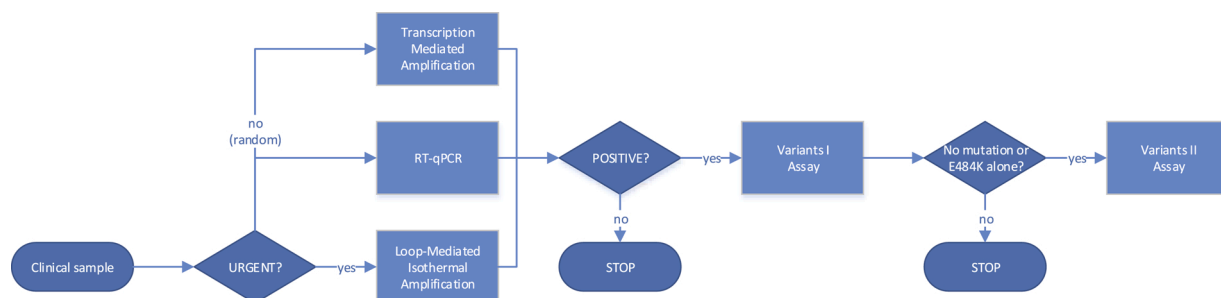 Clinical sample
URGENT?
no
(random)
yes
Transcription
Mediated
Amplification
RT-qPCR
Loop-Mediated
Isothermal
Amplification
POSITIVE?
yes
no
STOP
Variants I
Assay
No mutation or
E484K alone?
yes
no
STOP
Variants II
Assay